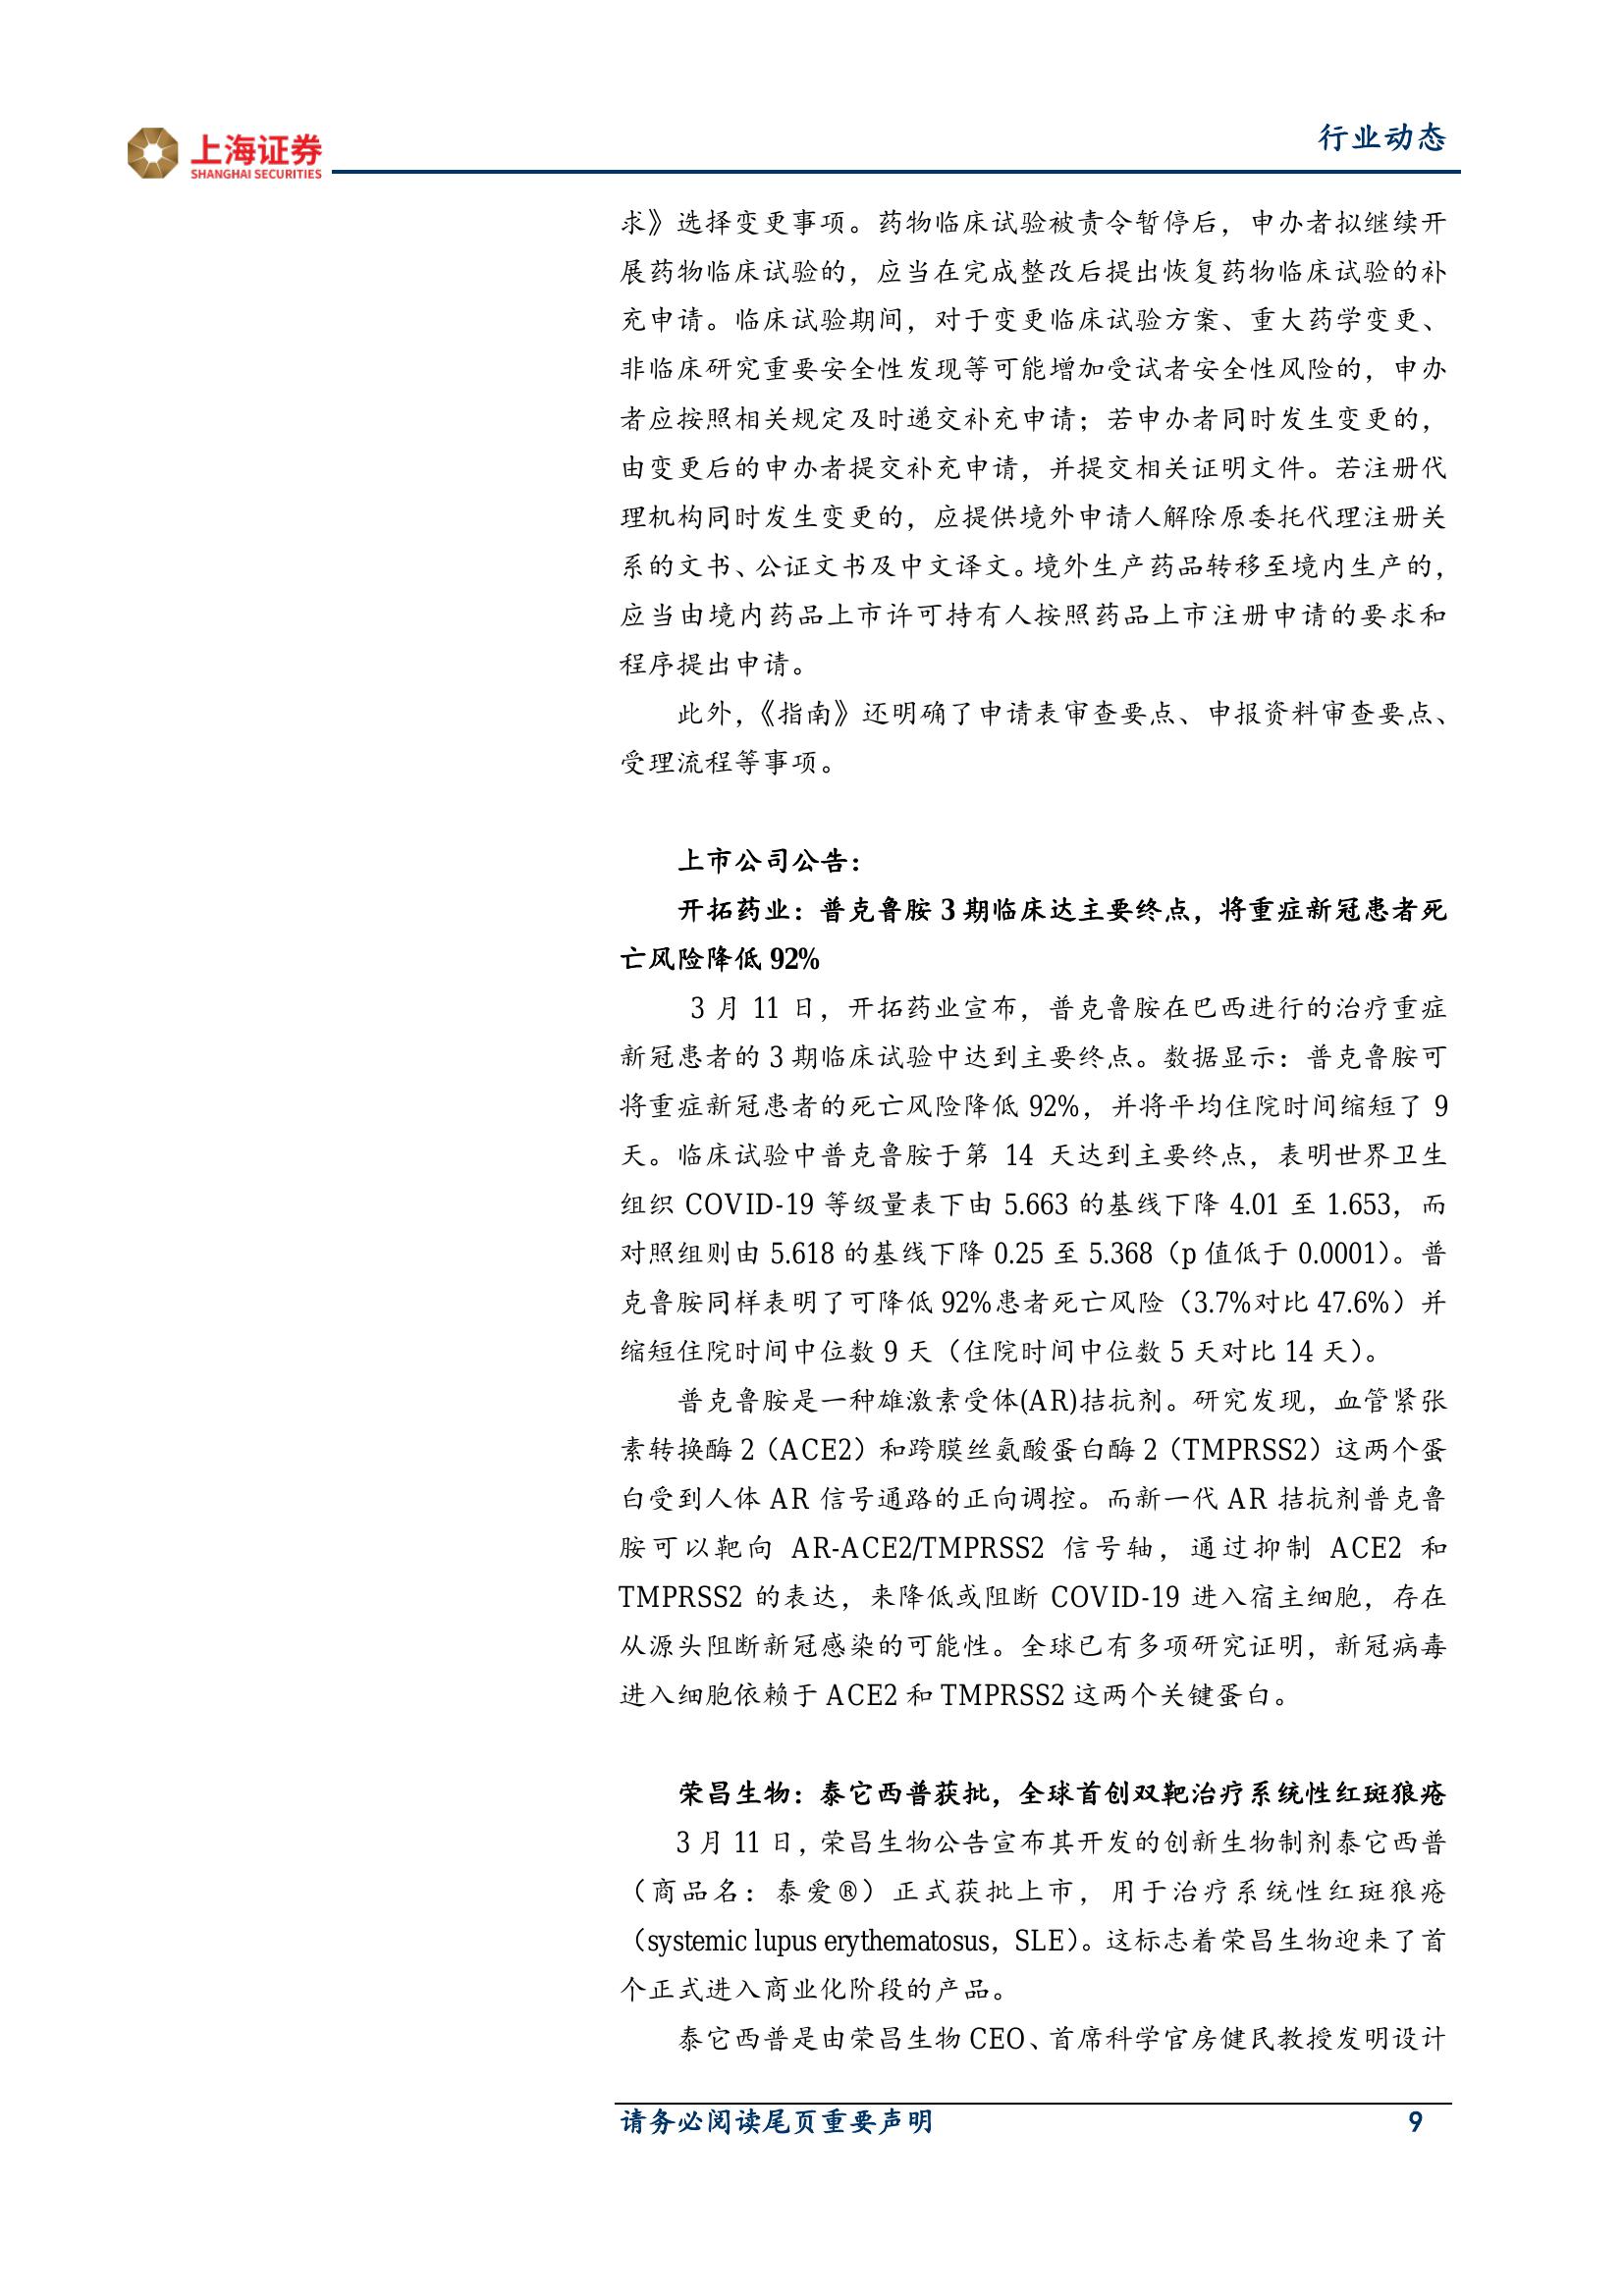 上海证券
SHANGHAI SECURITIES
行业动态
求》选择变更事项。药物临床试验被责令暂停后，申办者拟继续开
展药物临床试验的，应当在完成整改后提出恢复药物临床试验的补
充申请。临床试验期间，对于变更临床试验方案、重大药学变更、
非临床研究重要安全性发现等可能增加受试者安全性风险的，申办
者应按照相关规定及时递交补充申请；若申办者同时发生变更的，
由变更后的申办者提交补充申请，并提交相关证明文件。若注册代
理机构同时发生变更的，应提供境外申请人解除原委托代理注册关
系的文书、公证文书及中文译文。境外生产药品转移至境内生产的，
应当由境内药品上市许可持有人按照药品上市注册申请的要求和
程序提出申请。
此外，《指南》还明确了申请表审查要点、申报资料审查要点、
受理流程等事项。
上市公司公告：
开拓药业：普克鲁胺 3 期临床达主要终点，将重症新冠患者死
亡风险降低 92%
3 月 11 日，开拓药业宣布，普克鲁胺在巴西进行的治疗重症
新冠患者的 3 期临床试验中达到主要终点。数据显示：普克鲁胺可
将重症新冠患者的死亡风险降低 92%，并将平均住院时间缩短了 9
天。临床试验中普克鲁胺于第 14 天达到主要终点，表明世界卫生
组织 COVID-19 等级量表下由 5.663 的基线下降 4.01 至 1.653，而
对照组则由 5.618 的基线下降 0.25 至 5.368（p 值低于 0.0001）。普
克鲁胺同样表明了可降低 92%患者死亡风险（3.7%对比 47.6%）并
缩短住院时间中位数 9 天（住院时间中位数 5 天对比 14 天）。
普克鲁胺是一种雄激素受体(AR)拮抗剂。研究发现，血管紧张
素转换酶 2（ACE2）和跨膜丝氨酸蛋白酶 2（TMPRSS2）这两个蛋
白受到人体 AR 信号通路的正向调控。而新一代 AR 拮抗剂普克鲁
胺可以靶向 AR-ACE2/TMPRSS2 信号轴，通过抑制 ACE2 和
TMPRSS2 的表达，来降低或阻断 COVID-19 进入宿主细胞，存在
从源头阻断新冠感染的可能性。全球已有多项研究证明，新冠病毒
进入细胞依赖于 ACE2 和 TMPRSS2 这两个关键蛋白。
荣昌生物：泰它西普获批，全球首创双靶治疗系统性红斑狼疮
3 月 11 日，荣昌生物公告宣布其开发的创新生物制剂泰它西普
（商品名：泰爱®）正式获批上市，用于治疗系统性红斑狼疮
（systemic lupus erythematosus，SLE）。这标志着荣昌生物迎来了首
个正式进入商业化阶段的产品。
泰它西普是由荣昌生物 CEO、首席科学官房健民教授发明设计
请务必阅读尾页重要声明 9